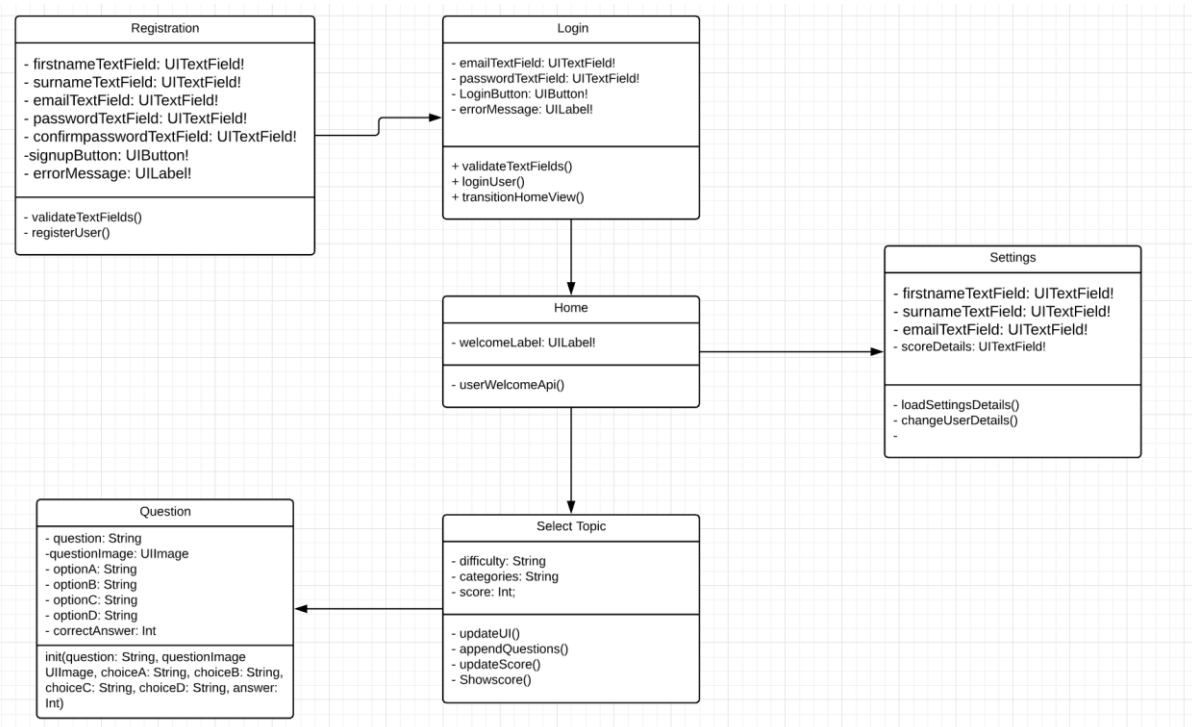 Registration
- firstnameTextField: UITextField!
- surnameTextField: UITextField!
- emailTextField: UITextField!
- passwordTextField: UITextField!
- confirmpasswordTextField: UITextField!
-signupButton: UIButton!
- errorMessage: UILabel!
- validateTextFields()
- registerUser()
Login
- emailTextField: UITextField!
- passwordTextField: UITextField!
- LoginButton: UIButton!
- errorMessage: UILabel!
+ validateTextFields()
+ loginUser()
+ transitionHomeView()
Home
- welcomeLabel: UILabel!
- userWelcomeApi()
Settings
- firstnameTextField: UITextField!
- surnameTextField: UITextField!
- emailTextField: UITextField!
- scoreDetails: UITextField!
- loadSettingsDetails()
- changeUserDetails()
-
Question
- question: String
-questionImage: UIImage
- optionA: String
- optionB: String
- optionC: String
- optionD: String
- correctAnswer: Int
init(question: String, questionImage
UIImage, choiceA: String, choiceB: String,
choiceC: String, choiceD: String, answer:
Int)
Select Topic
- difficulty: String
- categories: String
- score: Int;
- updateUI()
- appendQuestions()
- updateScore()
- Showscore()